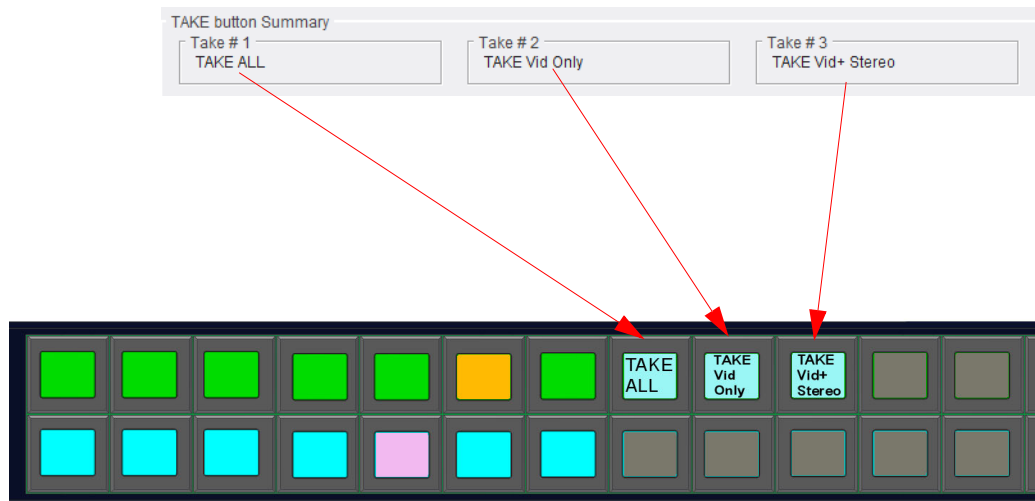 TAKE button Summary
Take # 1
TAKE ALL
Take # 2
TAKE Vid Only
Take # 3
TAKE Vid+ Stereo
TAKE
ALL
TAKE
Vid
Only
TAKE
Vid+
Stereo